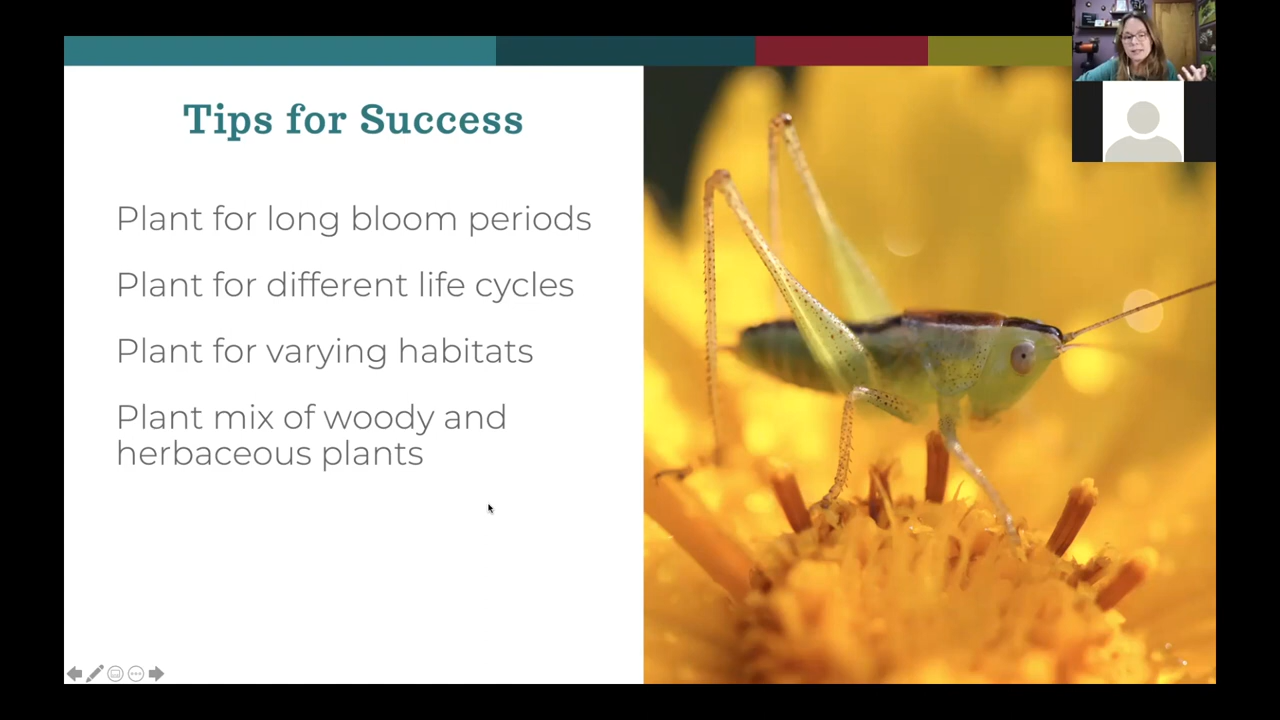 Tips for Success
Plant for long bloom periods
Plant for different life cycles
Plant for varying habitats
Plant mix of woody and
herbaceous plants